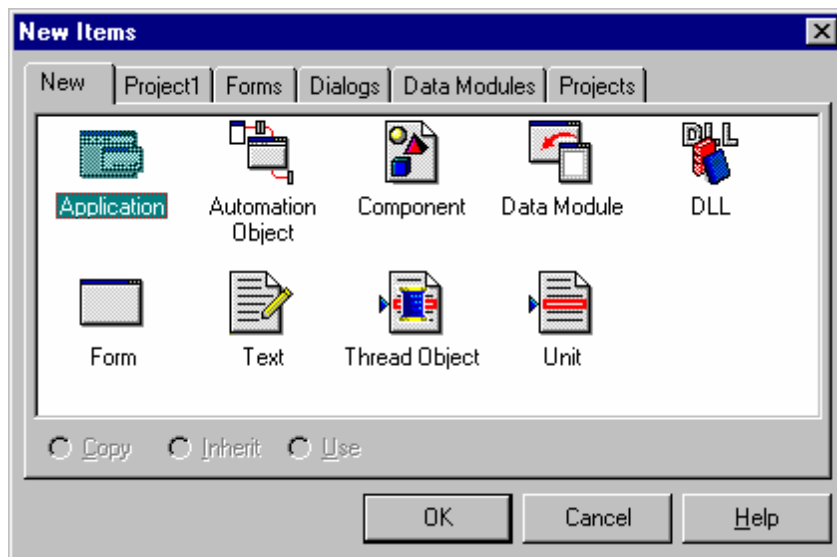 New Items
New Project1 Forms Dialogs Data Modules Projects
DLL
Application Automation Object Component Data Module DLL
Form Text Thread Object Unit
Copy Inherit Use
OK Cancel Help